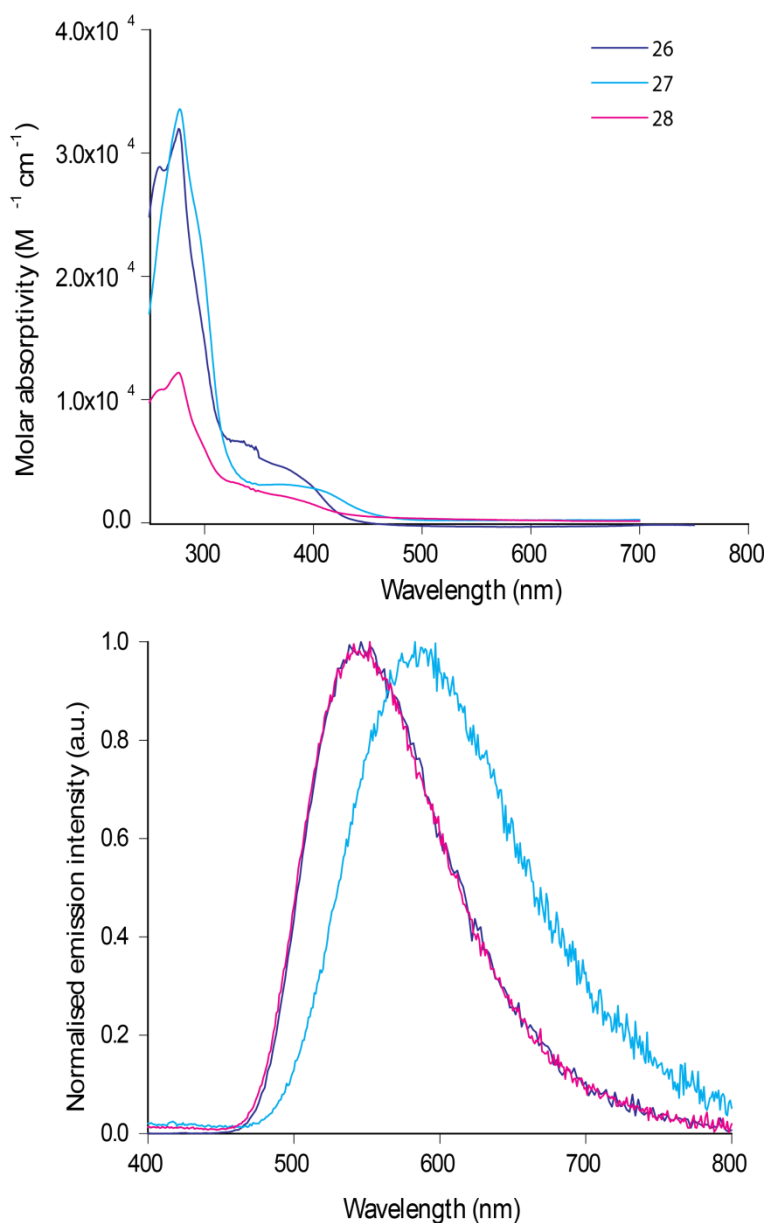 4.0x10 4
3.0x10 4
2.0x10 4
1.0x10 4
0.0
Molar absorptivity (M -1 cm-1)
26
27
28
300 400 500 600 700 800
Wavelength (nm)
1.0
0.8
0.6
0.4
0.2
0.0
Normalised emission intensity (a.u.)
400 500 600 700 800
Wavelength (nm)